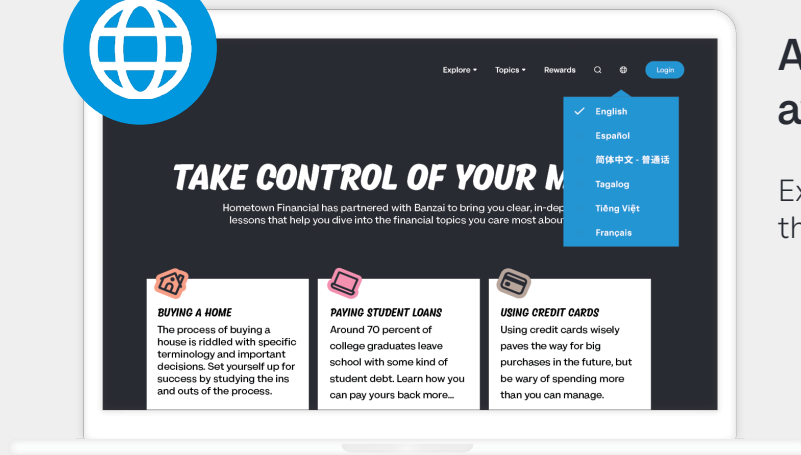 Explore Topics Rewards Login
English
Español
简体中文 - 普通话
Tagalog
Tiếng Việt
Français
TAKE CONTROL OF YOUR M
Hometown Financial has partnered with Banzai to bring you clear, in-dep
lessons that help you dive into the financial topics you care most about
BUYING A HOME
The process of buying a
house is riddled with specific
terminology and important
decisions. Set yourself up for
success by studying the ins
and outs of the process.
PAYING STUDENT LOANS
Around 70 percent of
college graduates leave
school with some kind of
student debt. Learn how you
can pay yours back more...
USING CREDIT CARDS
Using credit cards wisely
paves the way for big
purchases in the future, but
be wary of spending more
than you can manage.